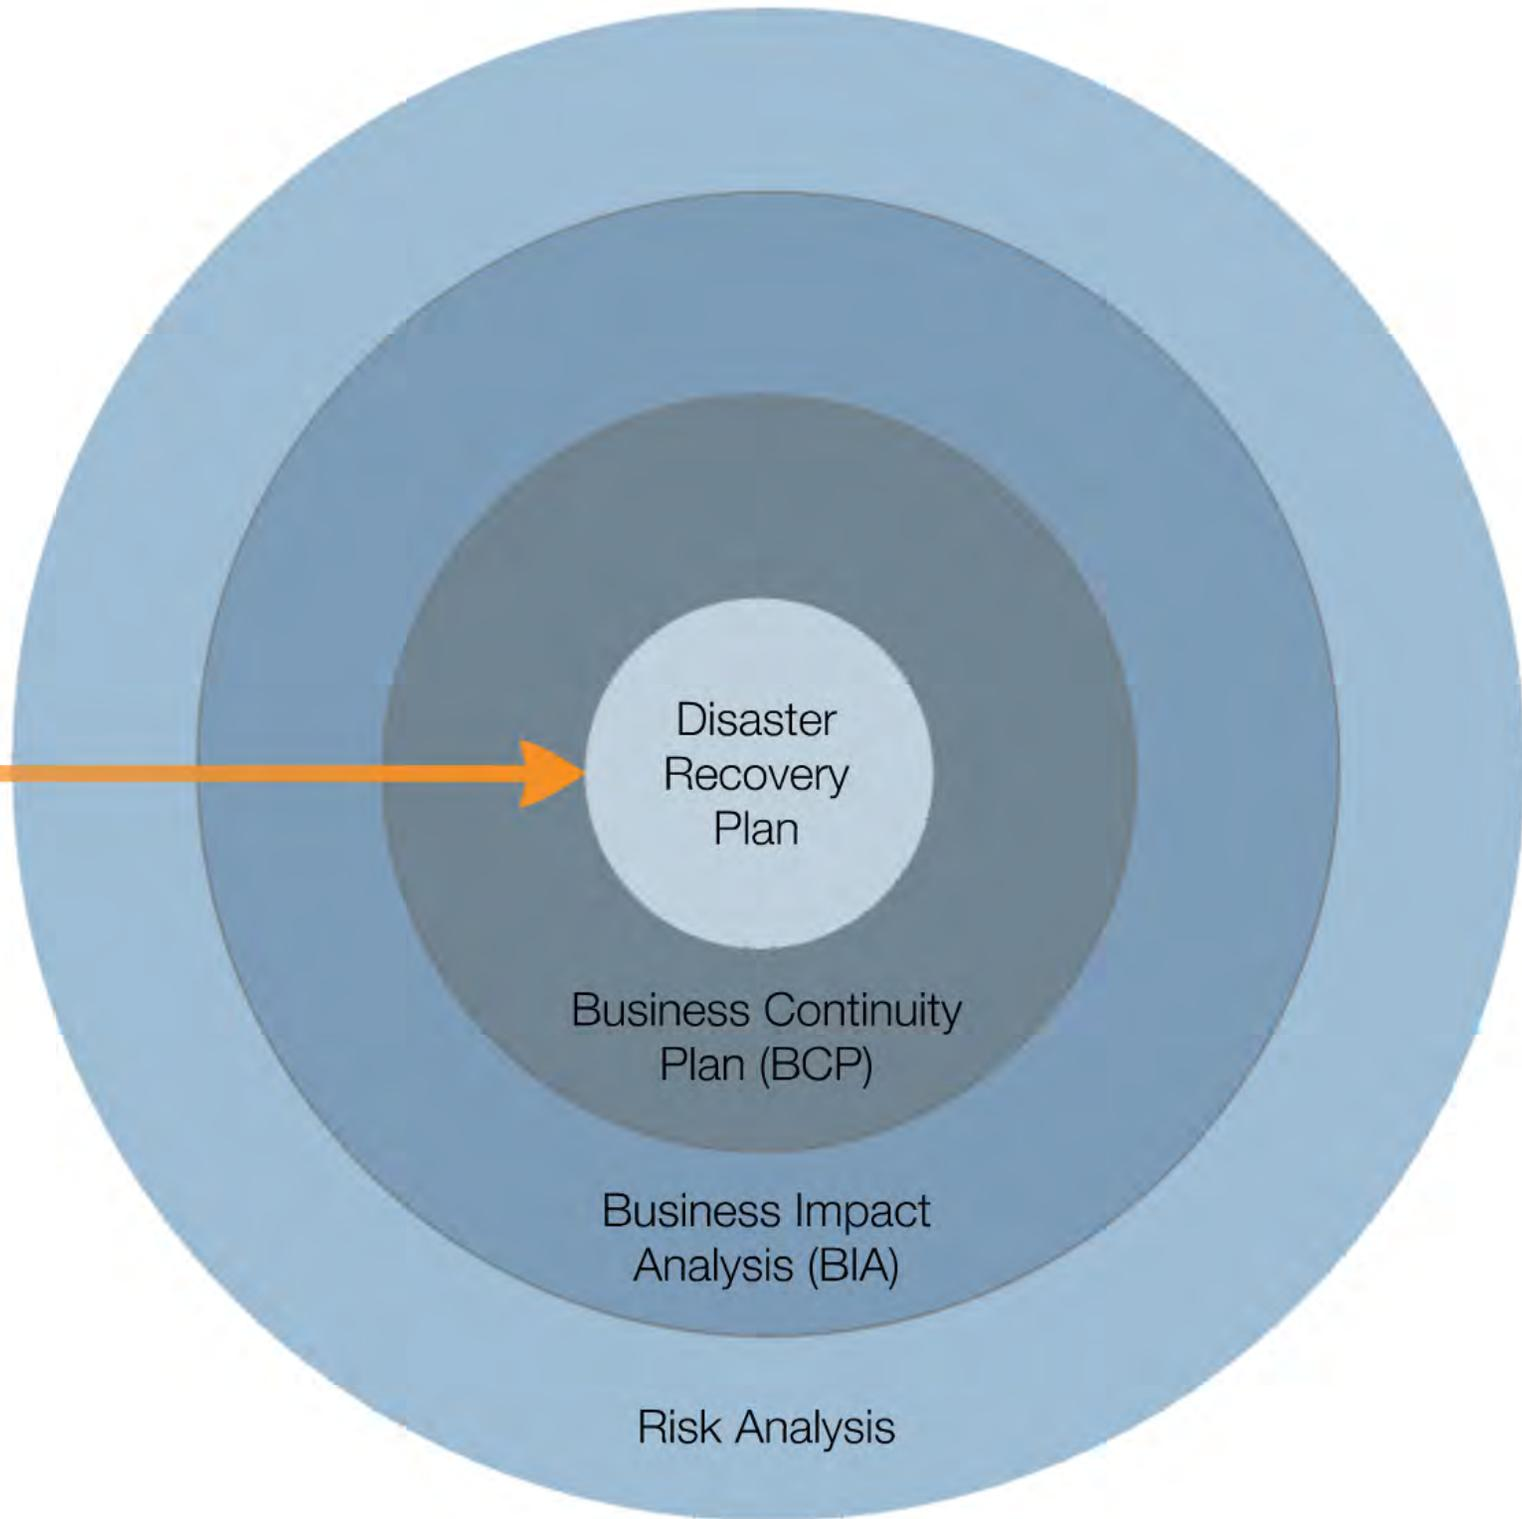 Disaster
Recovery
Plan
Business Continuity
Plan (BCP)
Business Impact
Analysis (BIA)
Risk Analysis